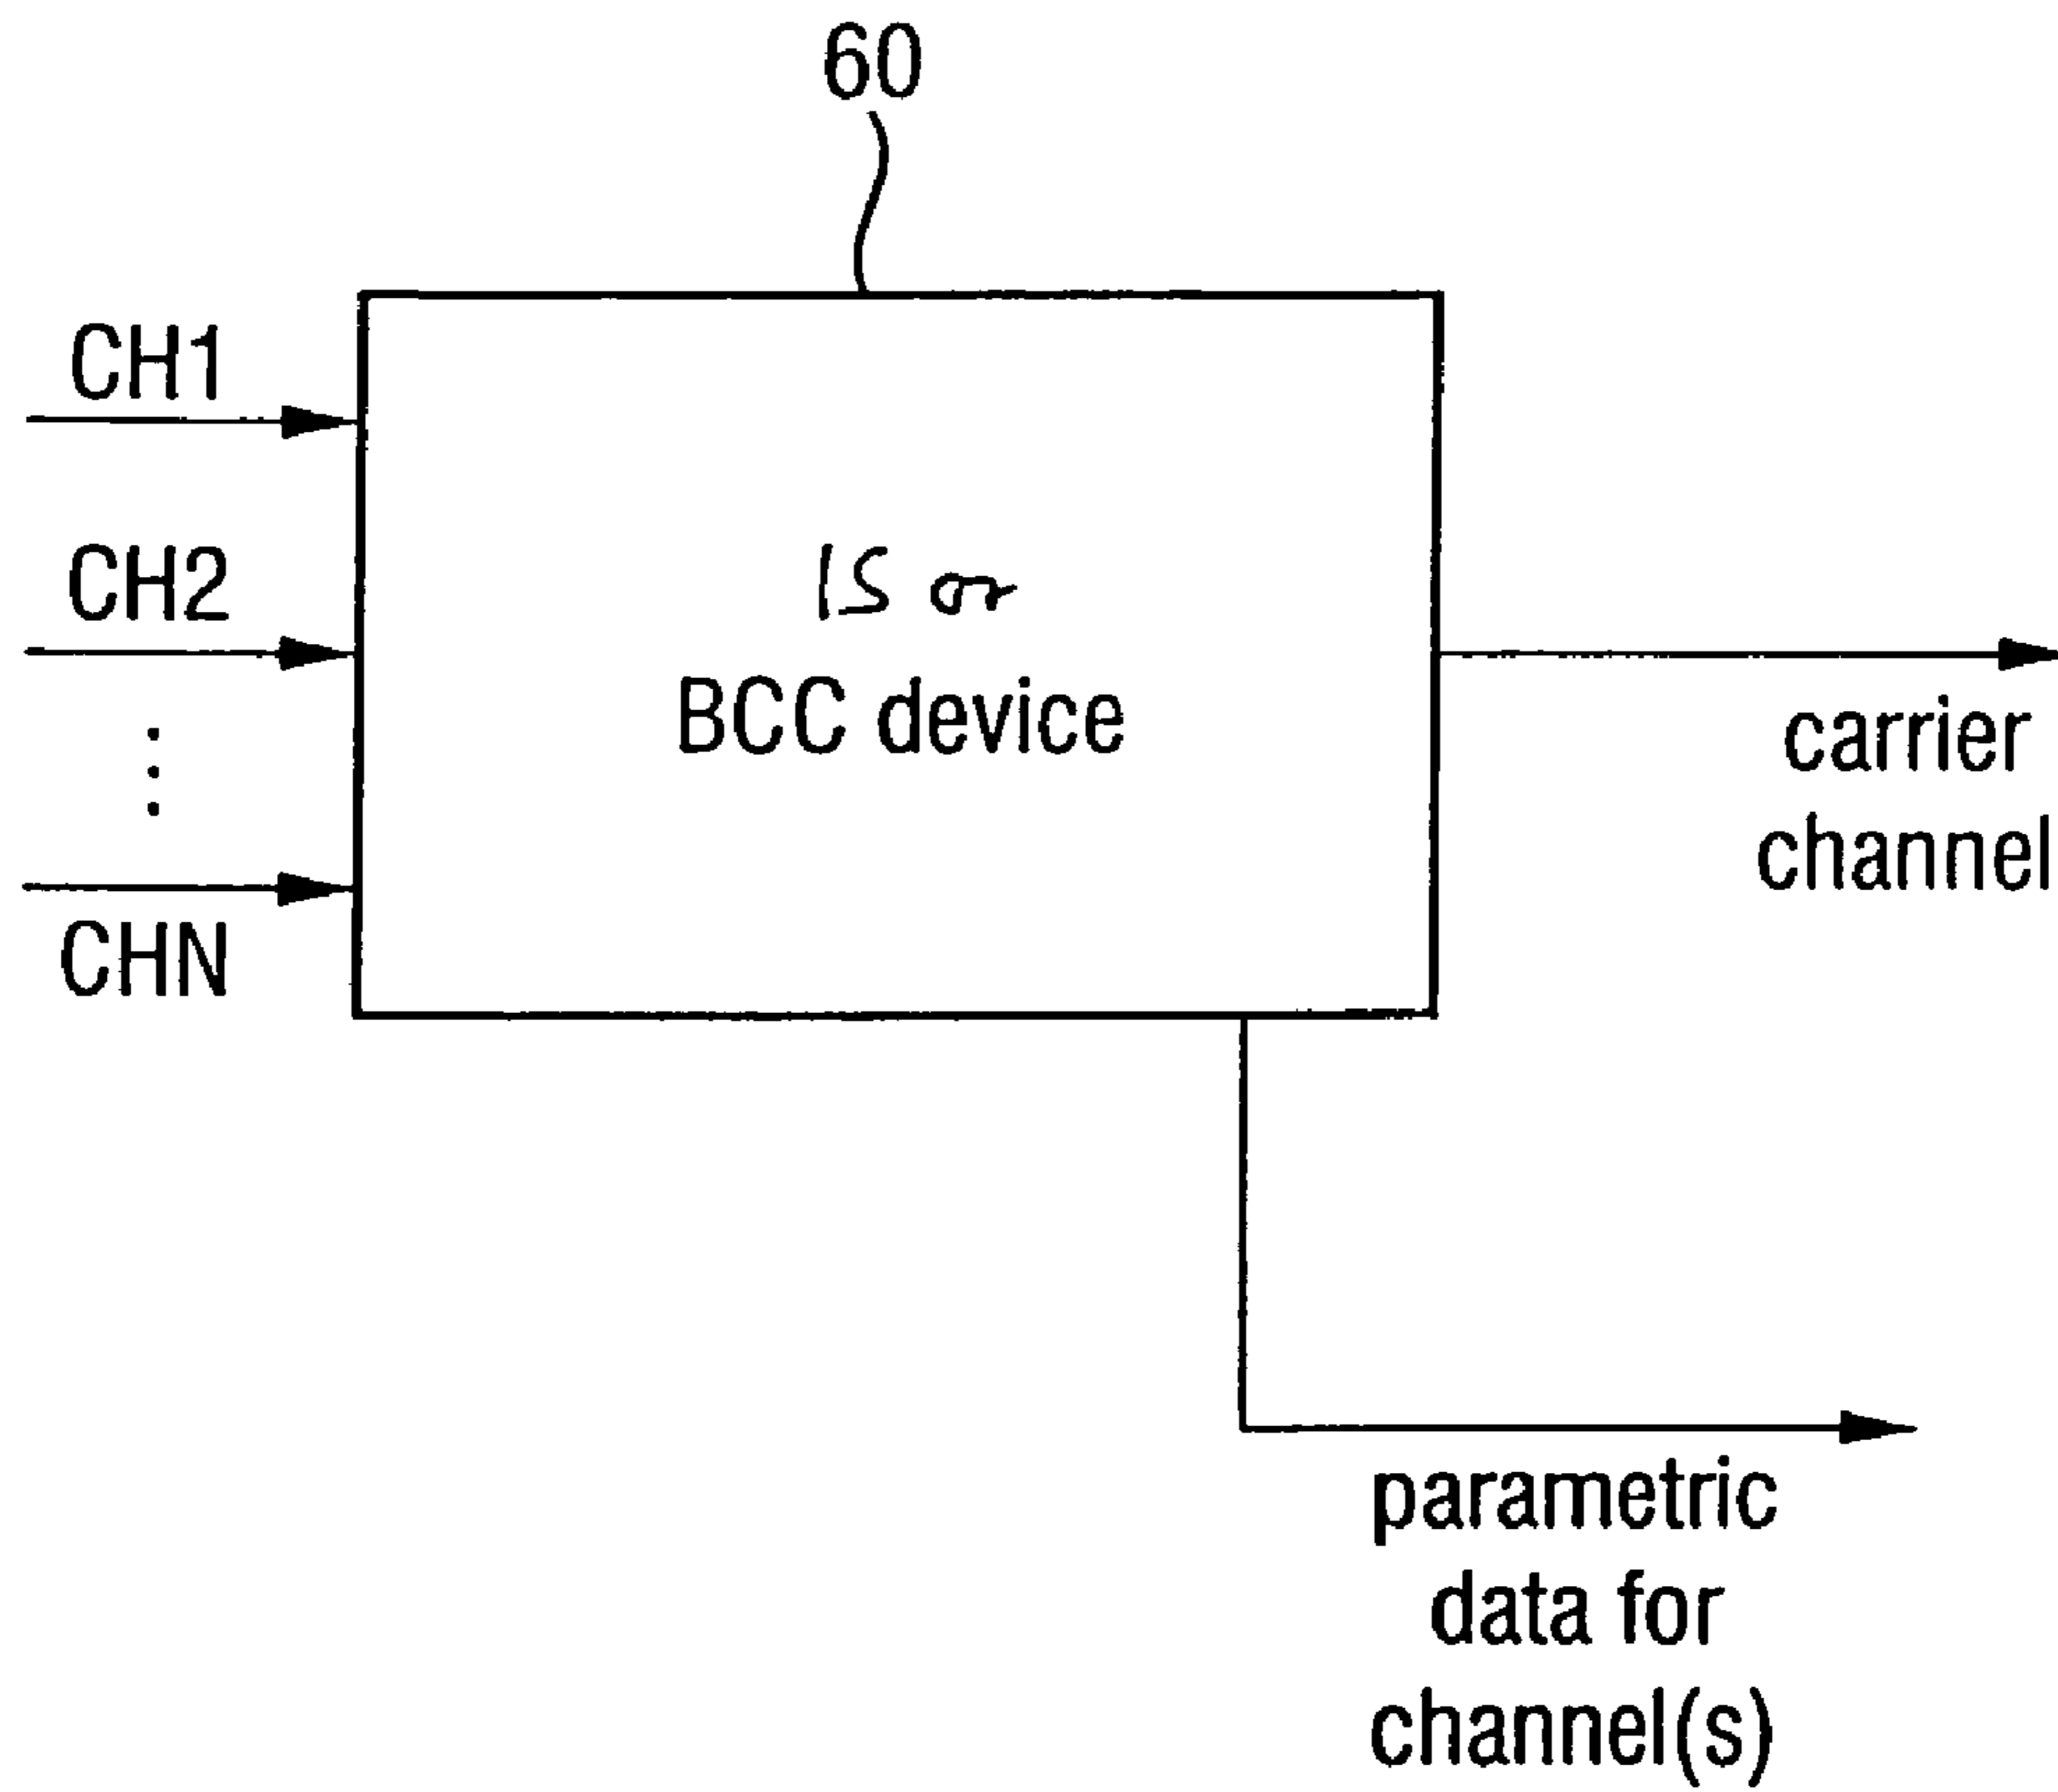 60
CH1
CH2
CHN
IS or
BCC device
carrier
channel
parametric
data for
channel(s)